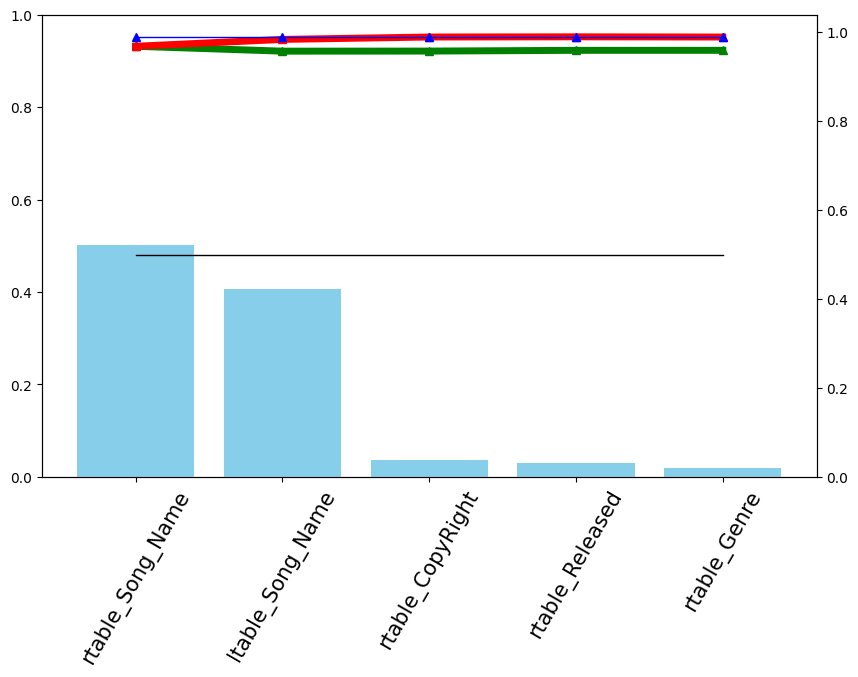 1.0
0.8
0.6
0.4
0.2
0.0
1.0
0.8
0.6
0.4
0.2
0.0
rtable_Song_Name
ltable_Song_Name
rtable_CopyRight
rtable_Released
rtable_Genre